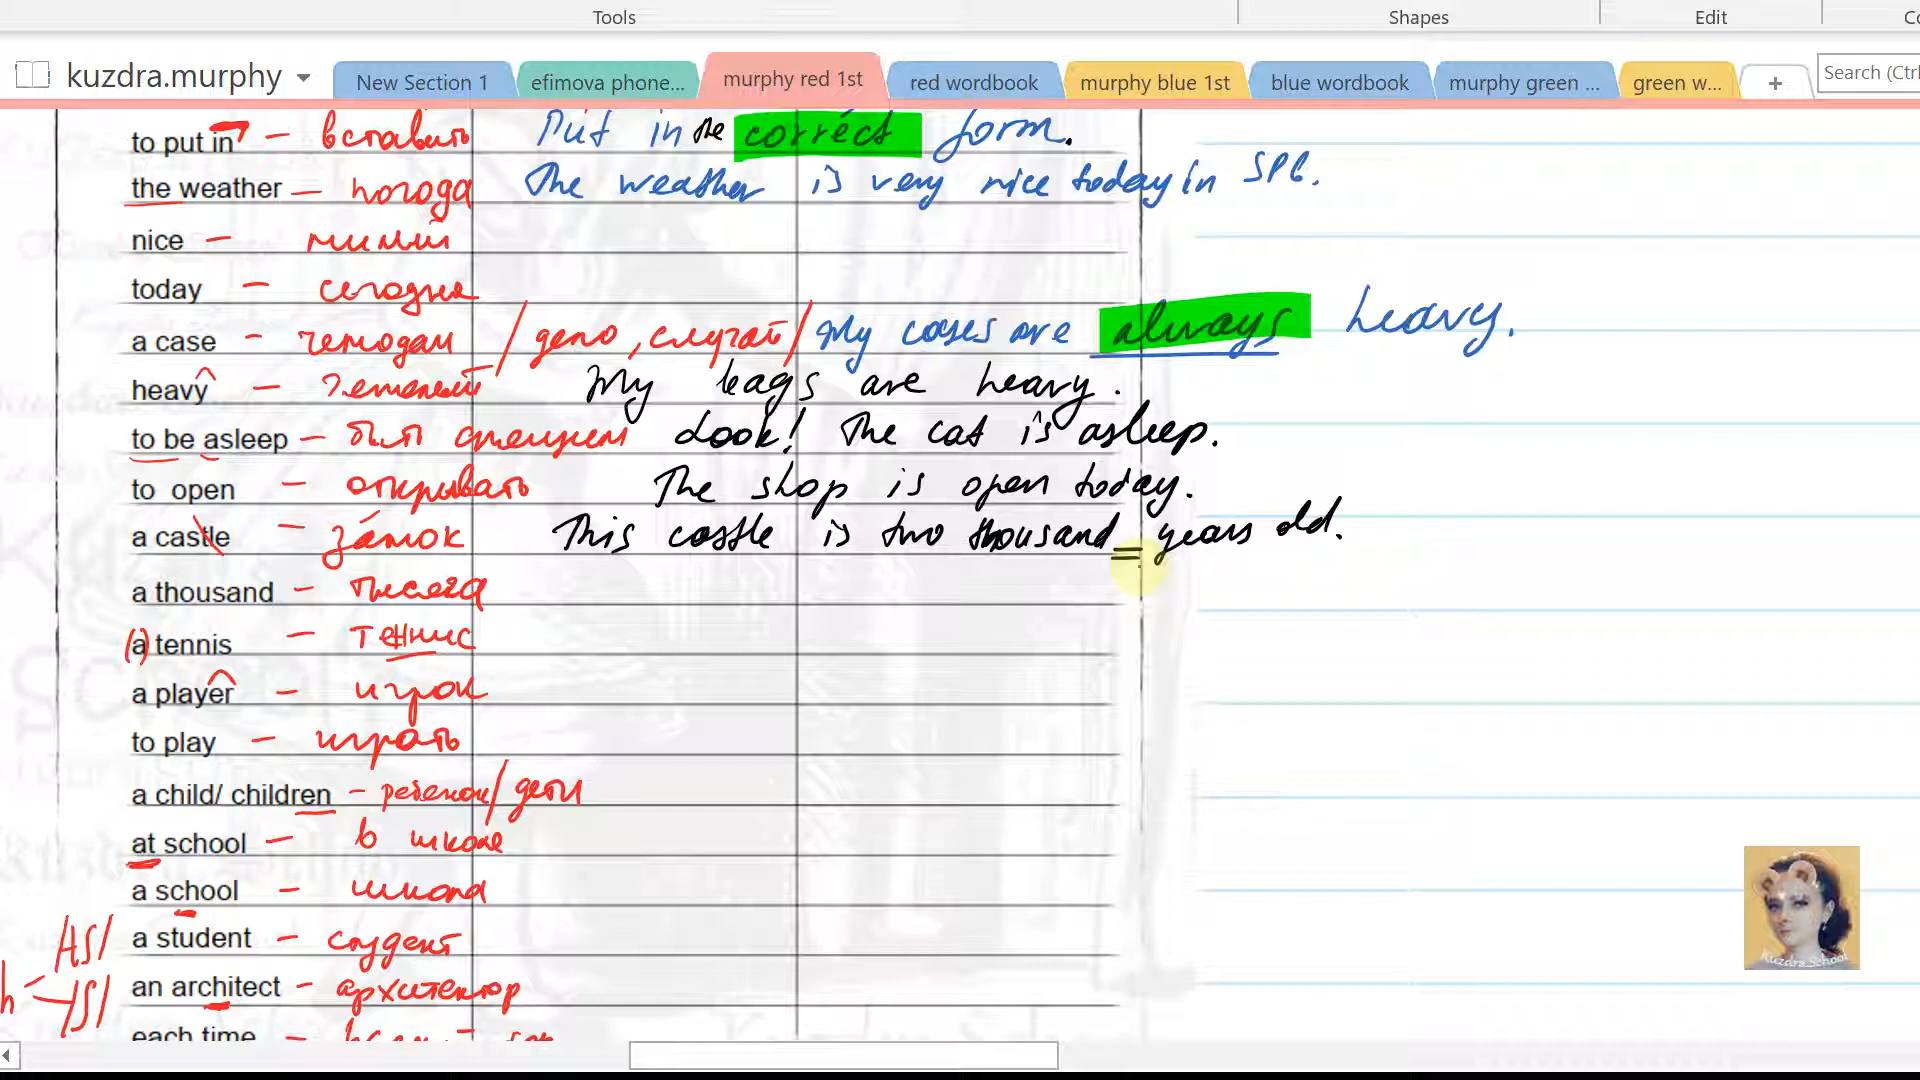 Tools Shapes Edit Co
kuzdra.murphy New Section 1 efimova phone... murphy red 1st red wordbook murphy blue 1st blue wordbook murphy green ... green w... + Search (Ctrl
to put in – вставить Put in the correct form.
the weather – погода The weather is very nice today in SPb.
nice – милый
today – сегодня
a case – чемодан / дело, случай / My cases are always heavy.
heavy – тяжелый My bags are heavy.
to be asleep – быть спящим Look! The cat is asleep.
to open – открывать The shop is open today.
a castle – замок This castle is two thousand years old.
a thousand – тысяча
(a) tennis – теннис
a player – игрок
to play – играть
a child/ children – ребенок/дети
at school – в школе
a school – школа
a student – студент
an architect – архитектор
each time –
Kuzdra.School